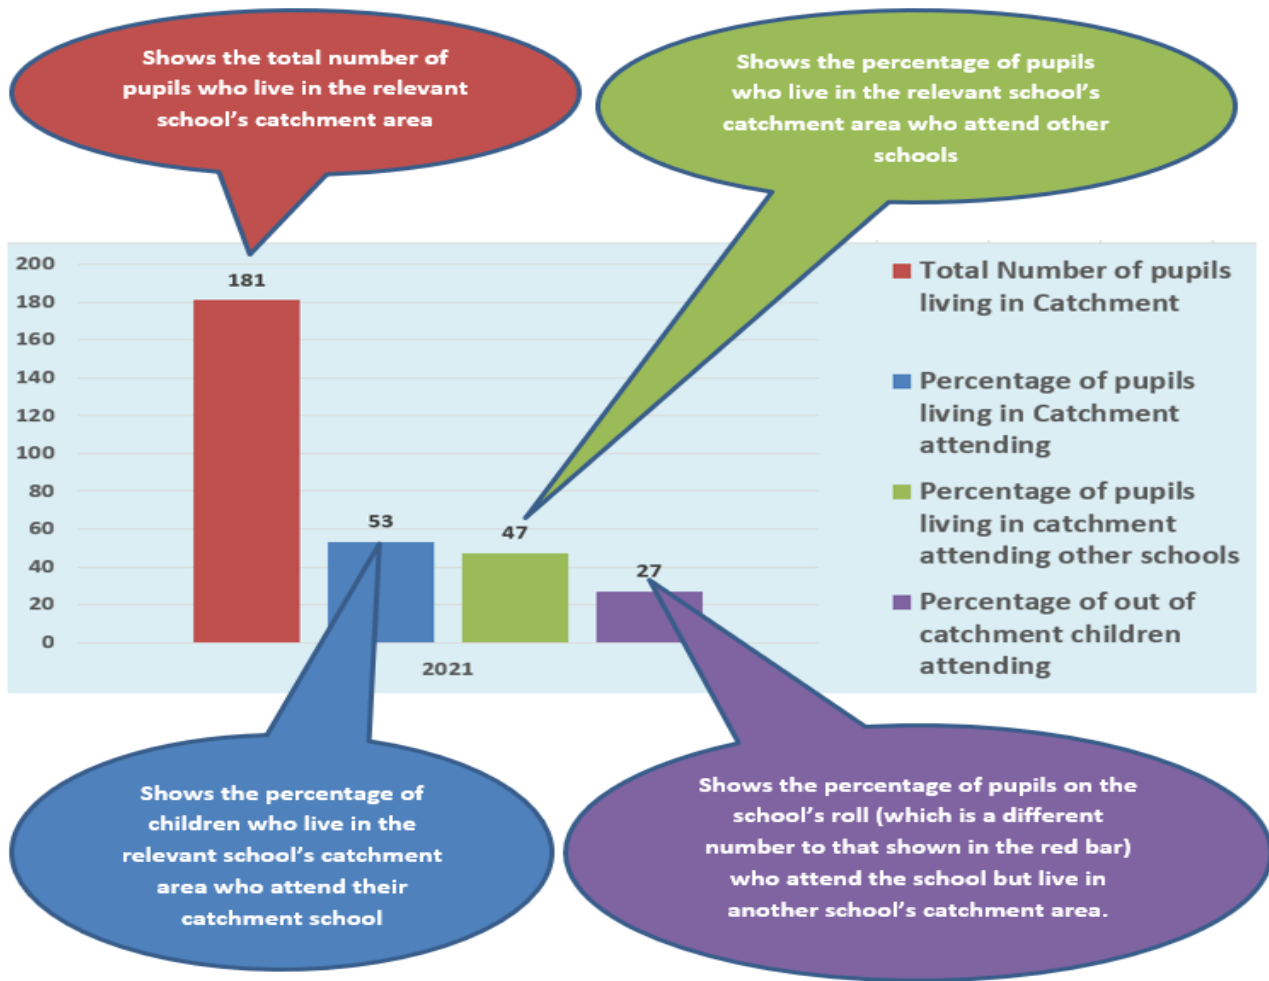 Shows the total number of
pupils who live in the relevant
school's catchment area
Shows the percentage of pupils
who live in the relevant school's
catchment area who attend other
schools
200
180
160
140
120
100
80
60
40
20
0
181
53
47
27
2021
Total Number of pupils
living in Catchment
Percentage of pupils
living in Catchment
attending
Percentage of pupils
living in catchment
attending other schools
Percentage of out of
catchment children
attending
Shows the percentage of
children who live in the
relevant school's catchment
area who attend their
catchment school
Shows the percentage of pupils on the
school's roll (which is a different
number to that shown in the red bar)
who attend the school but live in
another school's catchment area.